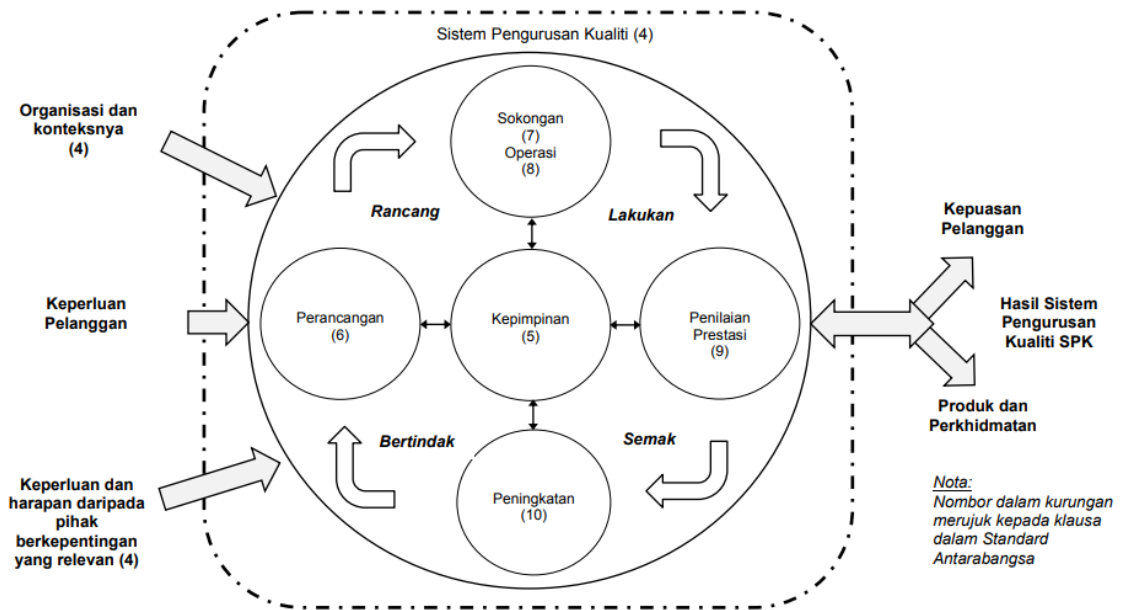 Sistem Pengurusan Kualiti (4)
Organisasi dan
konteksnya
(4)
Sokongan
(7)
Operasi
(8)
Rancang
Lakukan
Kepuasan
Pelanggan
Keperluan
Pelanggan
Perancangan
(6)
Kepimpinan
(5)
Penilaian
Prestasi
(9)
Hasil Sistem
Pengurusan
Kualiti SPK
Produk dan
Perkhidmatan
Bertindak
Semak
Keperluan dan
harapan daripada
pihak
berkepentingan
yang relevan (4)
Peningkatan
(10)
Nota:
Nombor dalam kurungan
merujuk kepada klausa
dalam Standard
Antarabangsa